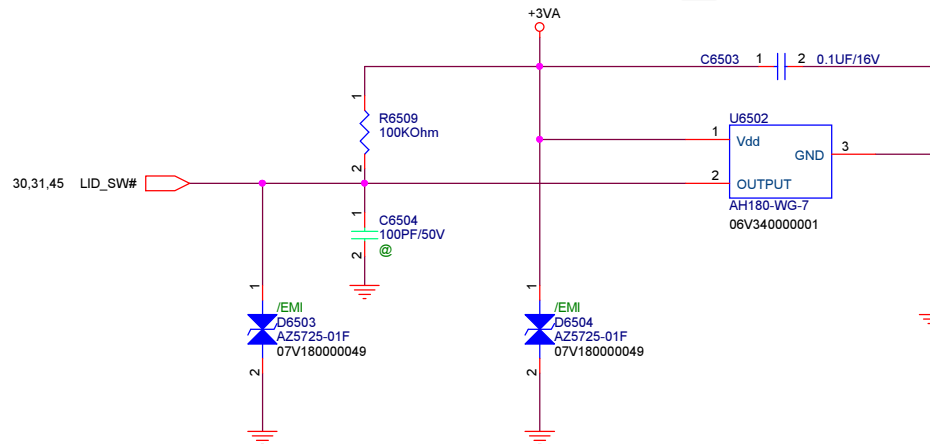 +3VA
C6503 1 2 0.1UF/16V
1
R6509
100KOhm
2
U6502
1 Vdd
GND 3
2 OUTPUT
AH180-WG-7
06V340000001
30,31,45 LID_SW#
1
C6504
100PF/50V
@
2
1
/EMI
D6503
AZ5725-01F
07V180000049
2
1
/EMI
D6504
AZ5725-01F
07V180000049
2